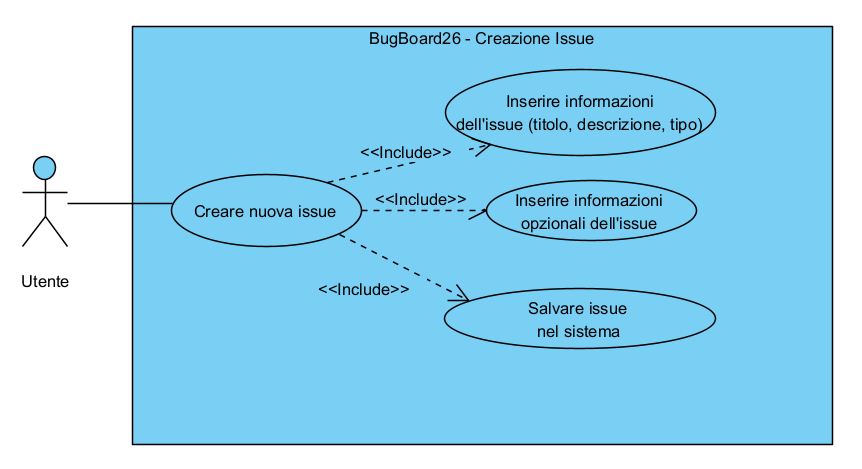 BugBoard26 - Creazione Issue
Inserire informazioni
dell'issue (titolo, descrizione, tipo)
<<Include>>
<<Include>>
Inserire informazioni
opzionali dell'issue
Creare nuova issue
Utente
<<Include>>
Salvare issue
nel sistema